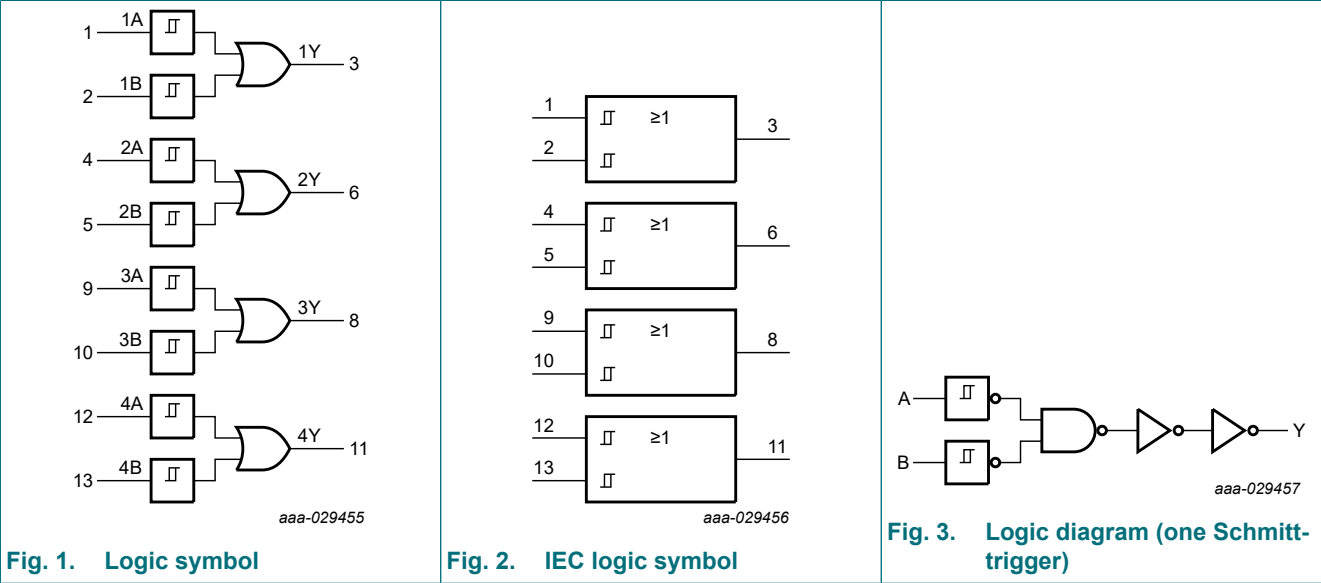 1A
1
1Y
3
1B
2
2A
4
2Y
6
2B
5
3A
9
3Y
8
3B
10
4A
12
4Y
11
4B
13
aaa-029455
Fig. 1. Logic symbol
1
≥1
3
2
4
≥1
6
5
9
≥1
8
10
12
≥1
11
13
aaa-029456
Fig. 2. IEC logic symbol
A
Y
B
aaa-029457
Fig. 3. Logic diagram (one Schmitt-
trigger)